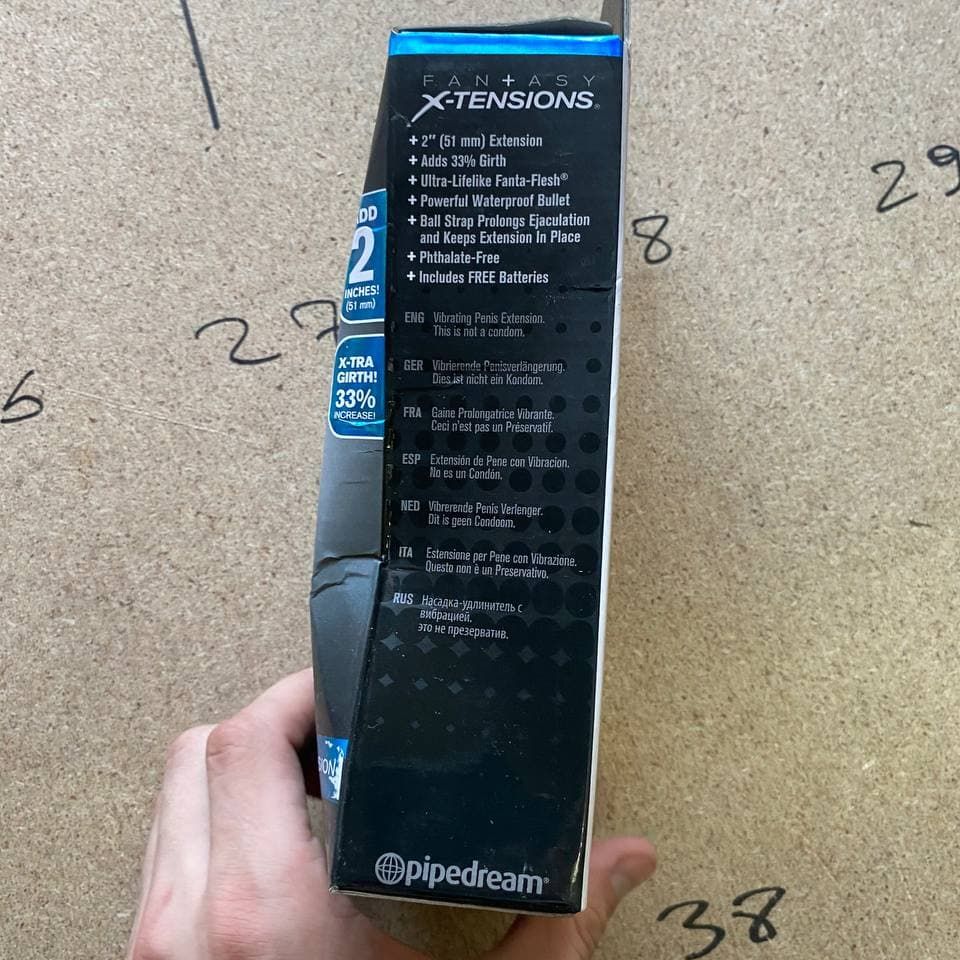 FAN+ASY
X-TENSIONS®
+ 2" (51 mm) Extension
+ Adds 33% Girth
+ Ultra-Lifelike Fanta-Flesh®
+ Powerful Waterproof Bullet
+ Ball Strap Prolongs Ejaculation
and Keeps Extension In Place
+ Phthalate-Free
+ Includes FREE Batteries
ENG Vibrating Penis Extension.
This is not a condom.
GER Vibrierende Penisverlängerung.
Dies ist nicht ein Kondom.
FRA Gaine Prolongatrice Vibrante.
Ceci n'est pas un Préservatif.
ESP Extensión de Pene con Vibracion.
No es un Condón.
NED Vibrerende Penis Verlenger.
Dit is geen Condoom.
ITA Estensione per Pene con Vibrazione.
Questo non è un Preservativo.
RUS Насадка-удлинитель с
вибрацией.
это не презерватив.
pipedream®
2
INCHES!
(51 mm)
X-TRA
GIRTH!
33%
INCREASE!
29
8
27
6
38